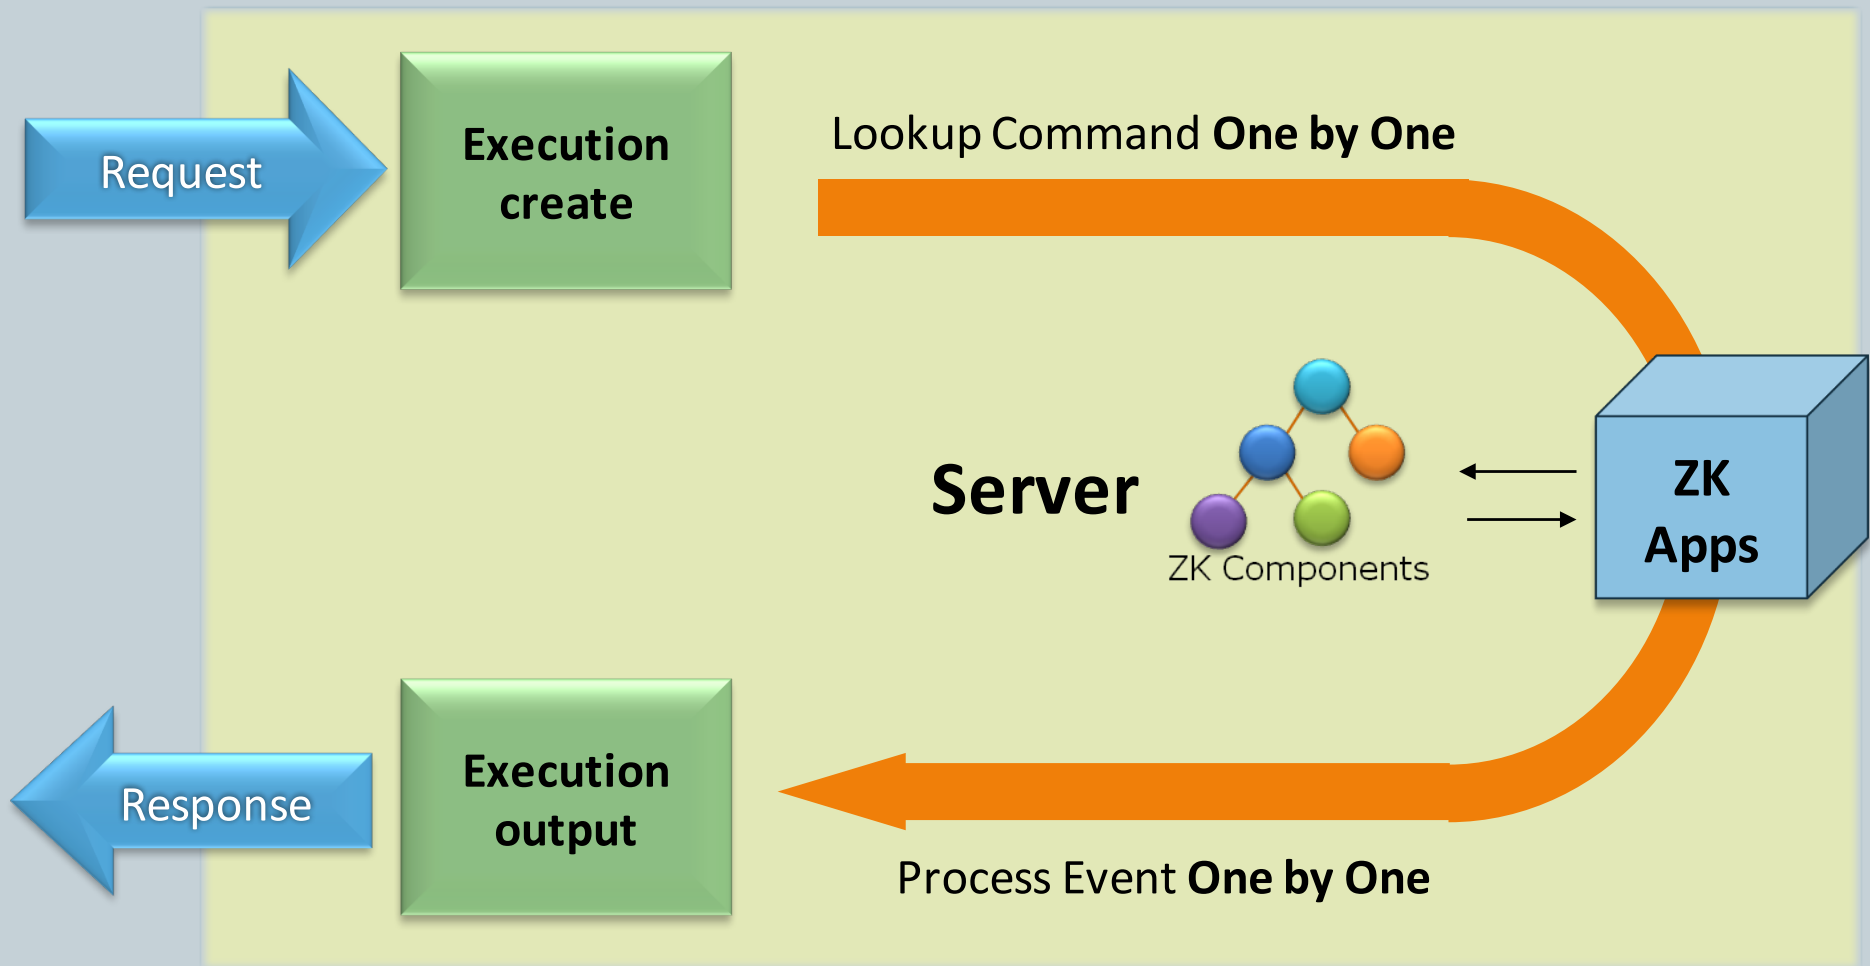 Request
Execution
create
Lookup Command One by One
Server
ZK Components
ZK
Apps
Response
Execution
output
Process Event One by One